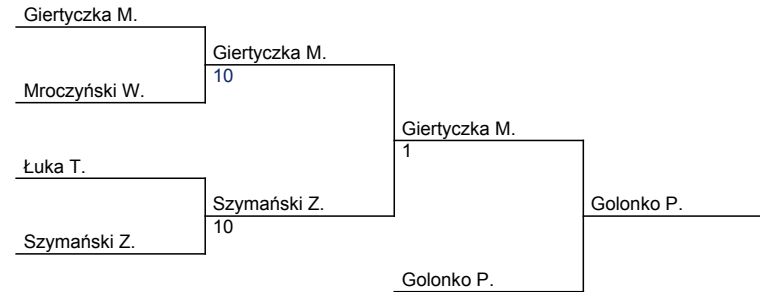 Giertyczka M.
Giertyczka M.
10
Mroczyński W.
Giertyczka M.
1
Łuka T.
Szymański Z.
10
Golonko P.
Szymański Z.
Golonko P.